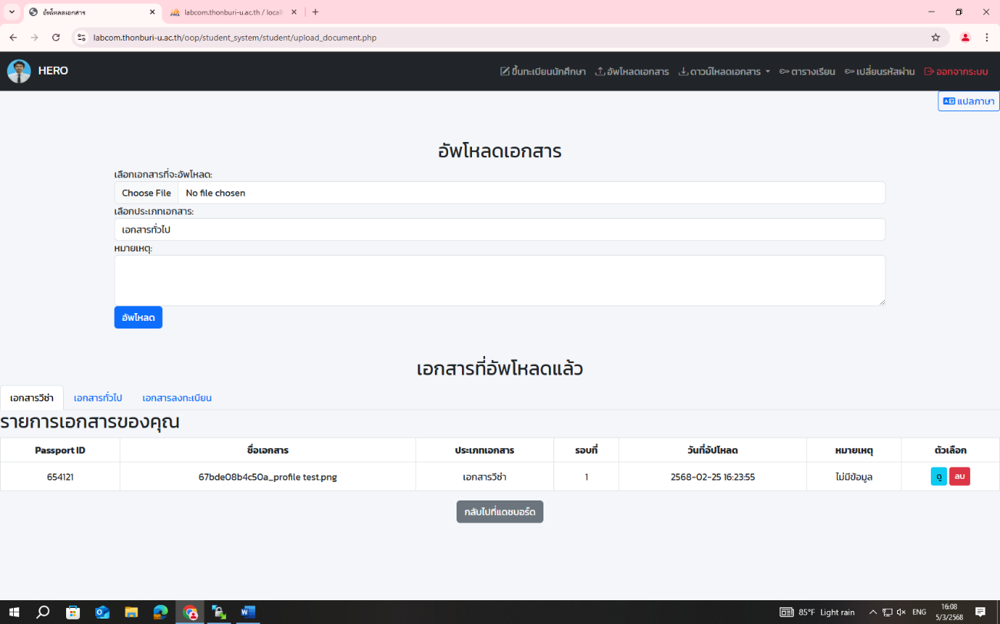 อัพโหลดเอกสาร
labcom.thonburi-u.ac.th / local
labcom.thonburi-u.ac.th/oop/student_system/student/upload_document.php
HERO
ขึ้นทะเบียนนักศึกษา อัพโหลดเอกสาร ดาวน์โหลดเอกสาร ตารางเรียน เปลี่ยนรหัสผ่าน ออกจากระบบ
แปลภาษา
อัพโหลดเอกสาร
เลือกเอกสารที่จะอัพโหลด:
Choose File No file chosen
เลือกประเภทเอกสาร:
เอกสารทั่วไป
หมายเหตุ:
อัพโหลด
เอกสารที่อัพโหลดแล้ว
เอกสารวีซ่า เอกสารทั่วไป เอกสารลงทะเบียน
รายการเอกสารของคุณ
Passport ID ชื่อเอกสาร ประเภทเอกสาร รอบที่ วันที่อัปโหลด หมายเหตุ ตัวเลือก
654121 67bde08b4c50a_profile test.png เอกสารวีซ่า 1 2568-02-25 16:23:55 ไม่มีข้อมูล ดู ลบ
กลับไปที่แดชบอร์ด
85°F Light rain ENG 16:08
5/3/2568